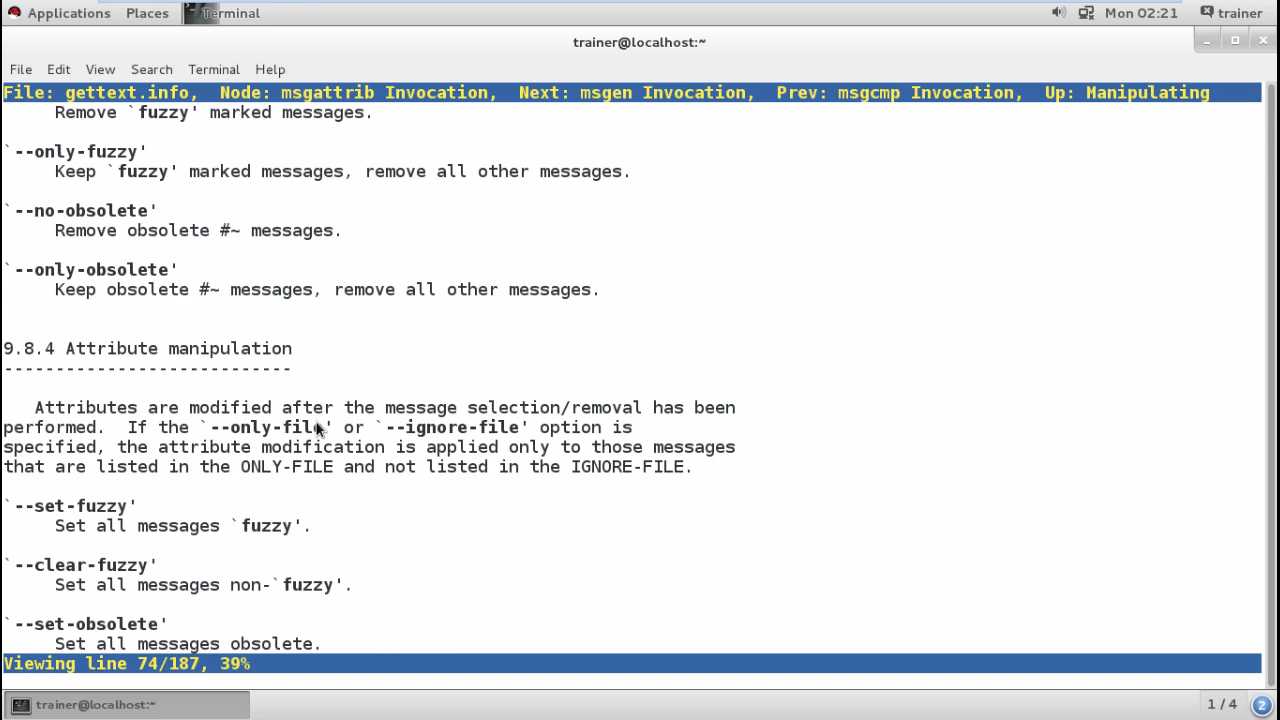 Applications Places Terminal Mon 02:21 trainer
trainer@localhost:~
File Edit View Search Terminal Help
File: gettext.info,  Node: msgattrib Invocation,  Next: msgen Invocation,  Prev: msgcmp Invocation,  Up: Manipulating
Remove `fuzzy' marked messages.
`--only-fuzzy'
Keep `fuzzy' marked messages, remove all other messages.
`--no-obsolete'
Remove obsolete #~ messages.
`--only-obsolete'
Keep obsolete #~ messages, remove all other messages.
9.8.4 Attribute manipulation
----------------------------
Attributes are modified after the message selection/removal has been
performed.  If the `--only-file' or `--ignore-file' option is
specified, the attribute modification is applied only to those messages
that are listed in the ONLY-FILE and not listed in the IGNORE-FILE.
`--set-fuzzy'
Set all messages `fuzzy'.
`--clear-fuzzy'
Set all messages non-`fuzzy'.
`--set-obsolete'
Set all messages obsolete.
Viewing line 74/187, 39%
trainer@localhost:~ 1 / 4 2